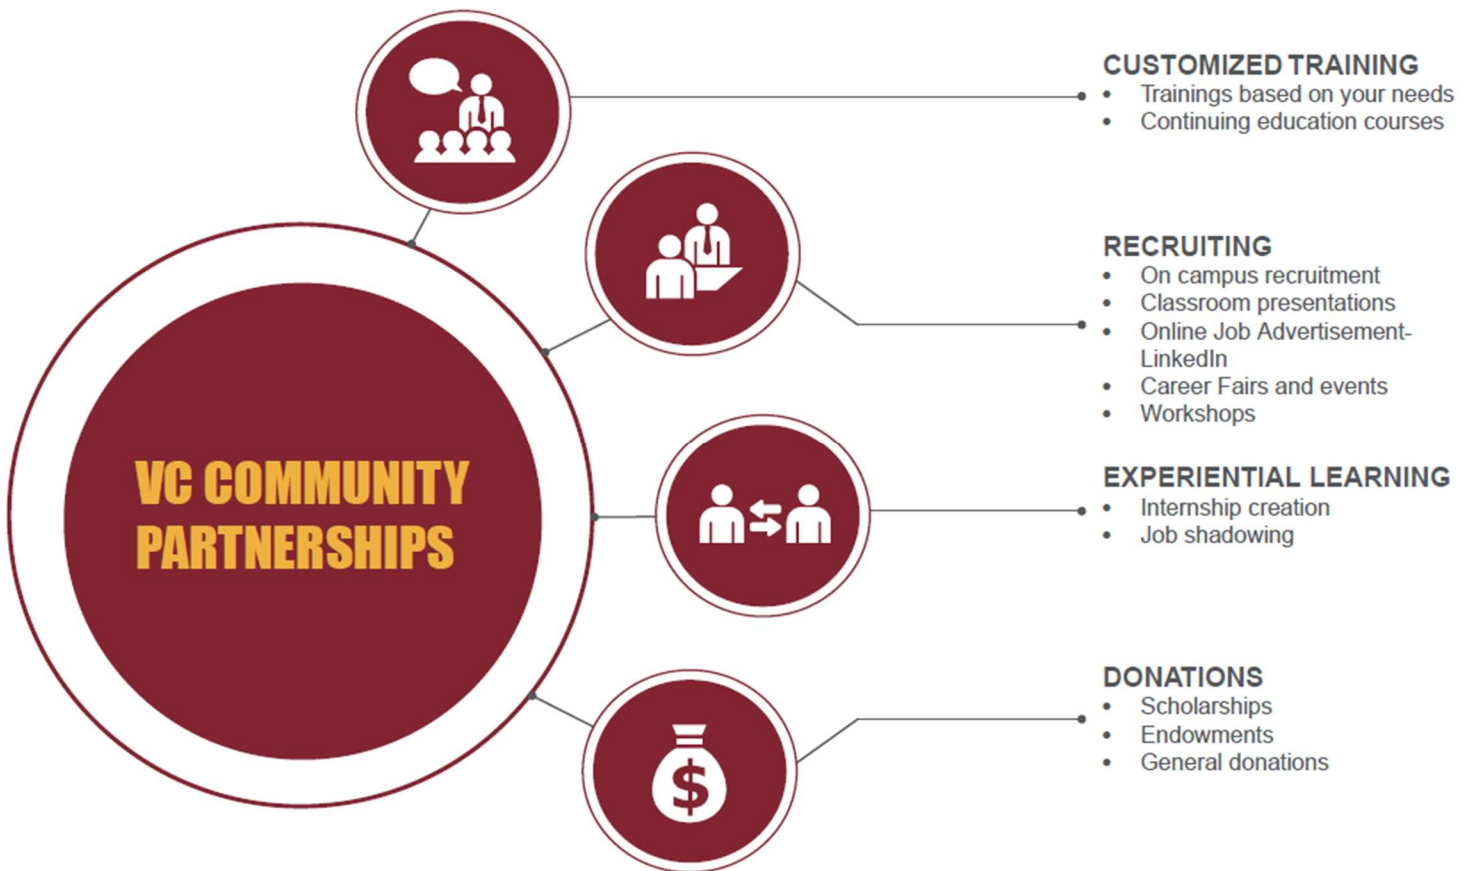 CUSTOMIZED TRAINING
• Trainings based on your needs
• Continuing education courses
RECRUITING
• On campus recruitment
• Classroom presentations
• Online Job Advertisement-
LinkedIn
• Career Fairs and events
• Workshops
VC COMMUNITY
PARTNERSHIPS
EXPERIENTIAL LEARNING
• Internship creation
• Job shadowing
DONATIONS
• Scholarships
• Endowments
• General donations
$